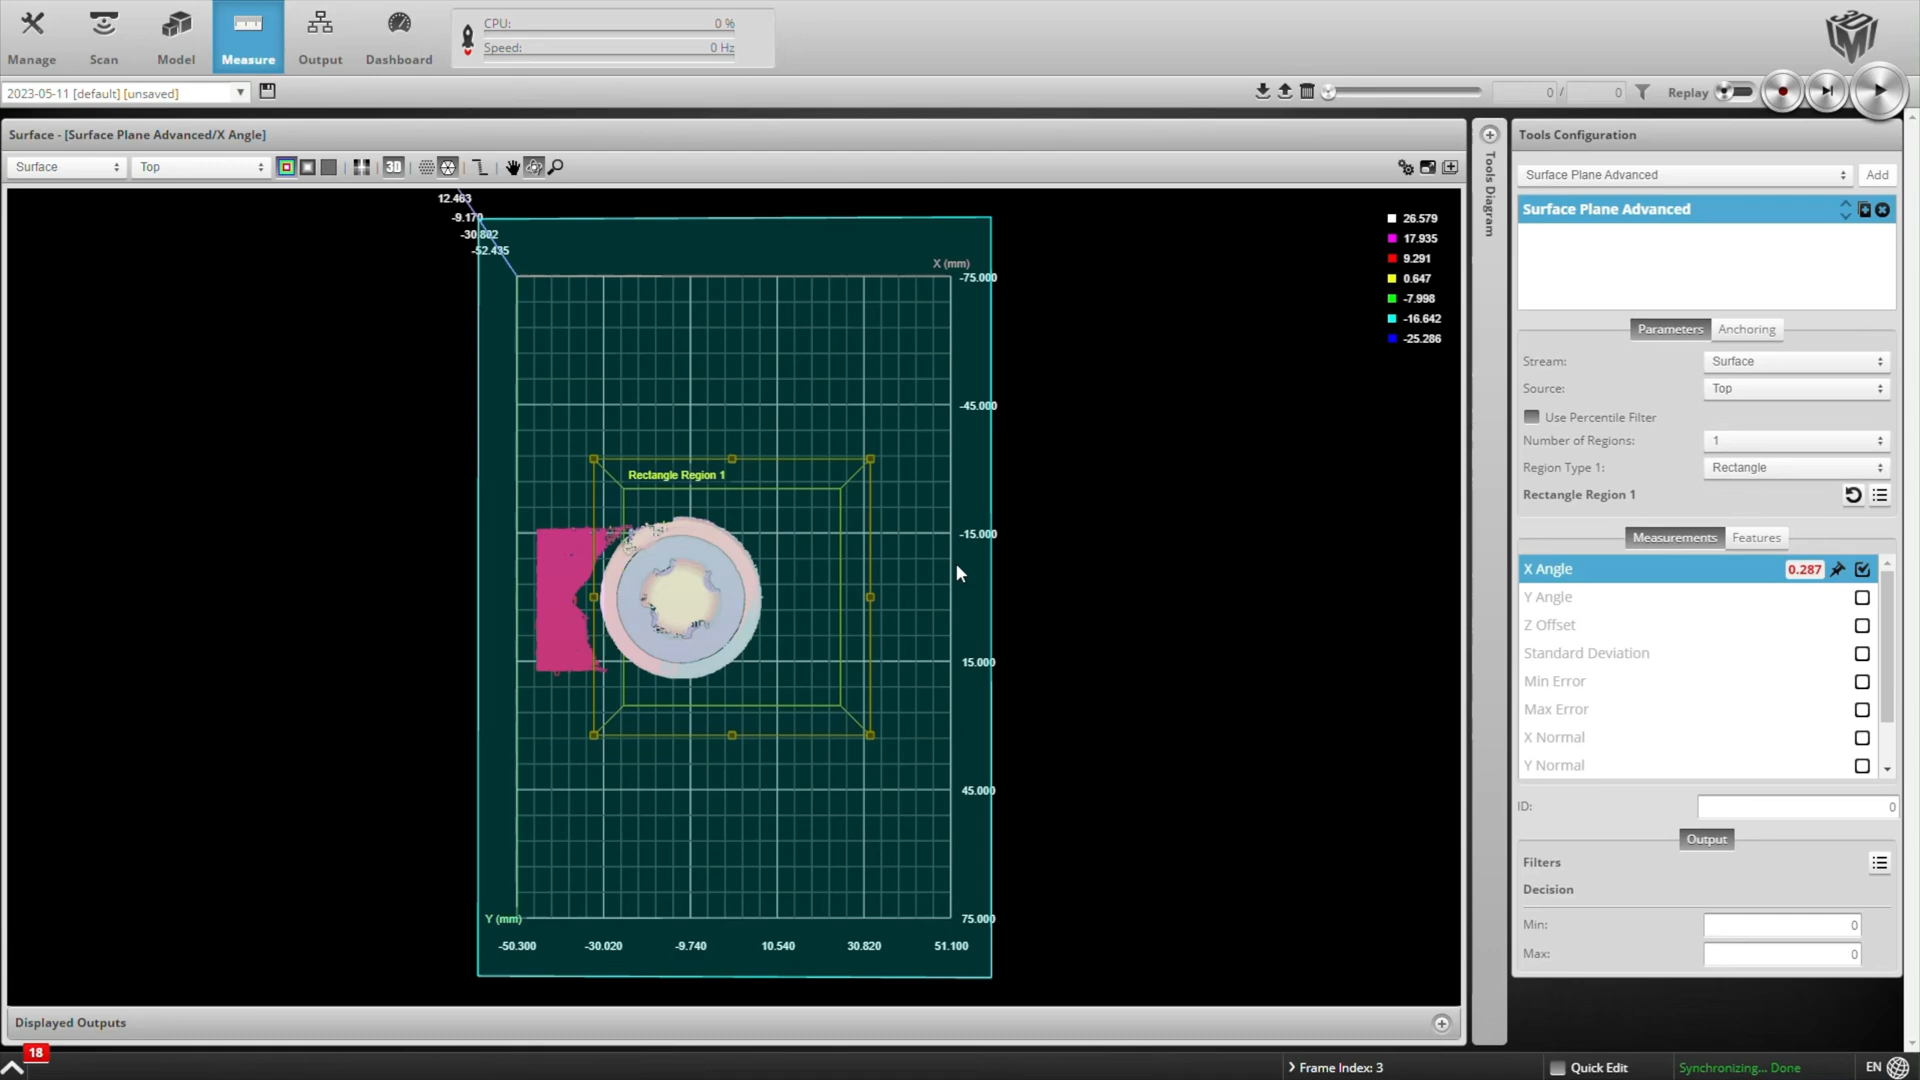 Manage
Scan
Model
Measure
Output
Dashboard
CPU: 0 %
Speed: 0 Hz
2023-05-11 [default] [unsaved]
0 / 0
Replay
Surface - [Surface Plane Advanced/X Angle]
Surface
Top
3D
12.463
-9.170
-30.802
-52.435
X (mm)
-75.000
-45.000
-15.000
15.000
45.000
75.000
Rectangle Region 1
Y (mm)
-50.300
-30.020
-9.740
10.540
30.820
51.100
26.579
17.935
9.291
0.647
-7.998
-16.642
-25.286
Displayed Outputs
Tools Diagram
Tools Configuration
Surface Plane Advanced
Add
Surface Plane Advanced
Parameters
Anchoring
Stream: Surface
Source: Top
Use Percentile Filter
Number of Regions: 1
Region Type 1: Rectangle
Rectangle Region 1
Measurements
Features
X Angle 0.287
Y Angle
Z Offset
Standard Deviation
Min Error
Max Error
X Normal
Y Normal
ID: 0
Output
Filters
Decision
Min: 0
Max: 0
18
Frame Index: 3
Quick Edit
Synchronizing... Done
EN